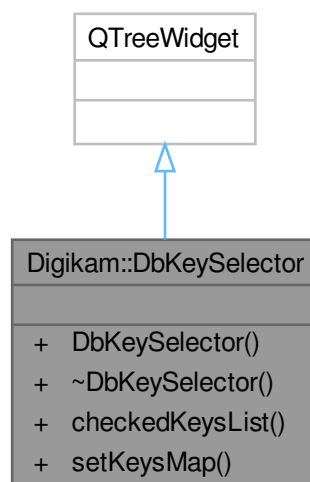 QTreeWidget
Digikam::DbKeySelector
+ DbKeySelector()
+ ~DbKeySelector()
+ checkedKeysList()
+ setKeysMap()